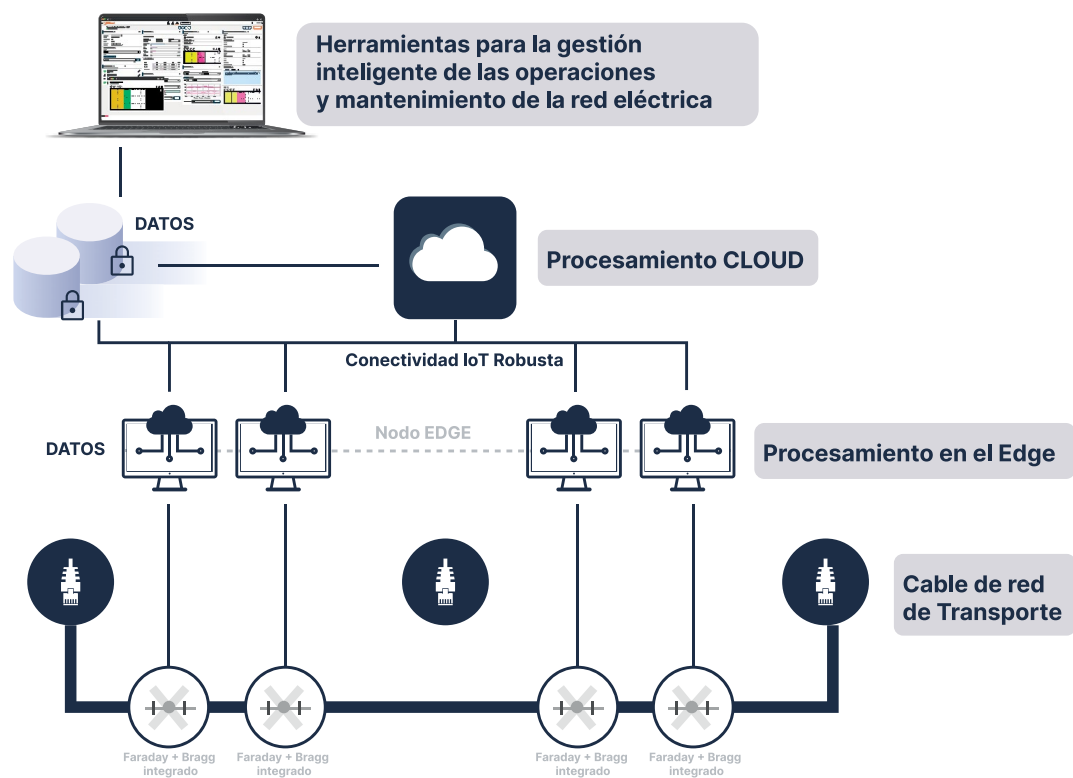 Herramientas para la gestión
inteligente de las operaciones
y mantenimiento de la red eléctrica
DATOS
Procesamiento CLOUD
Conectividad IoT Robusta
DATOS
Nodo EDGE
Procesamiento en el Edge
Cable de red
de Transporte
Faraday + Bragg
integrado
Faraday + Bragg
integrado
Faraday + Bragg
integrado
Faraday + Bragg
integrado